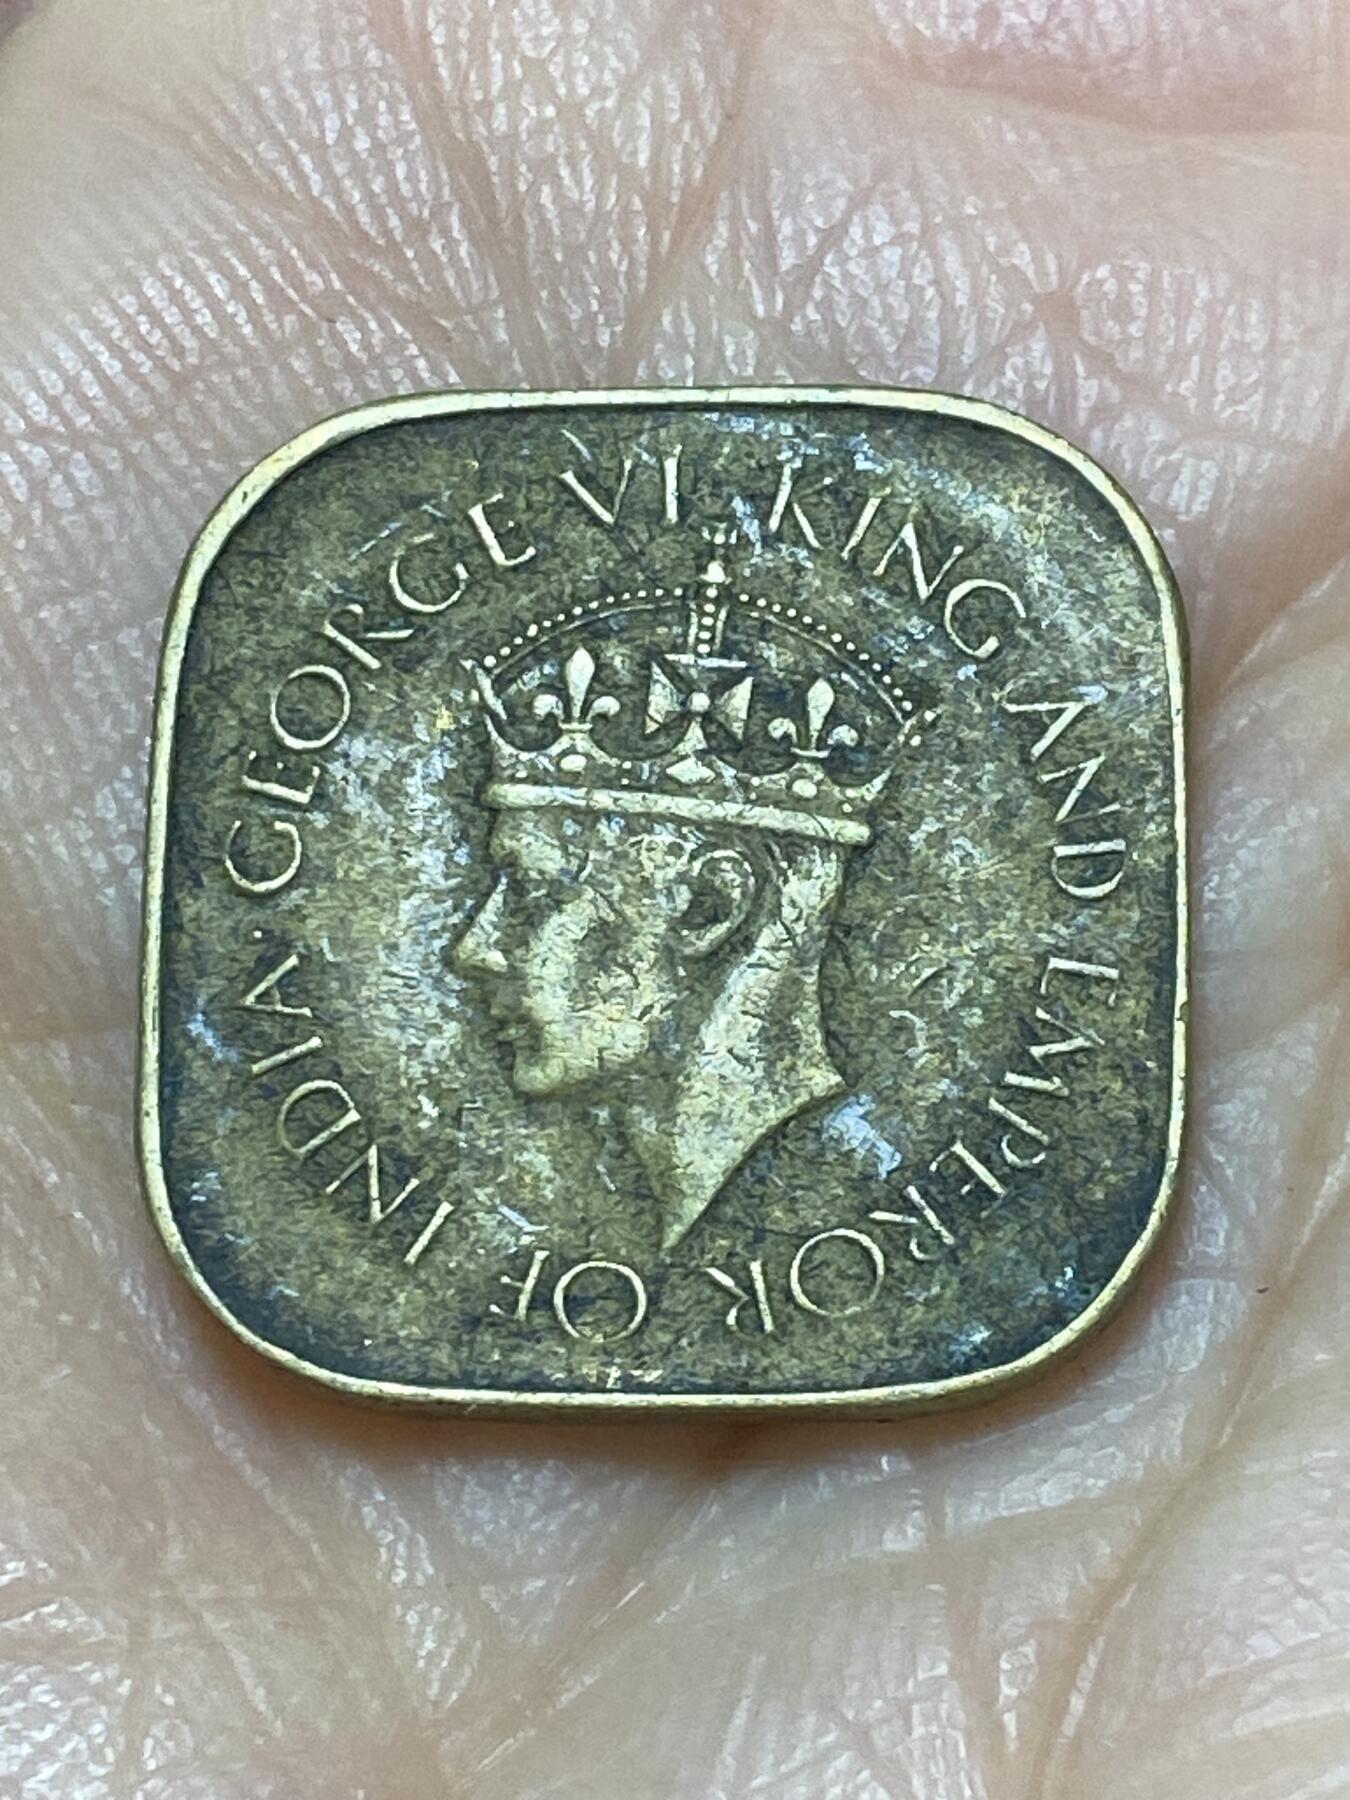 GEORGE VI KING AND EMPEROR OF INDIA·